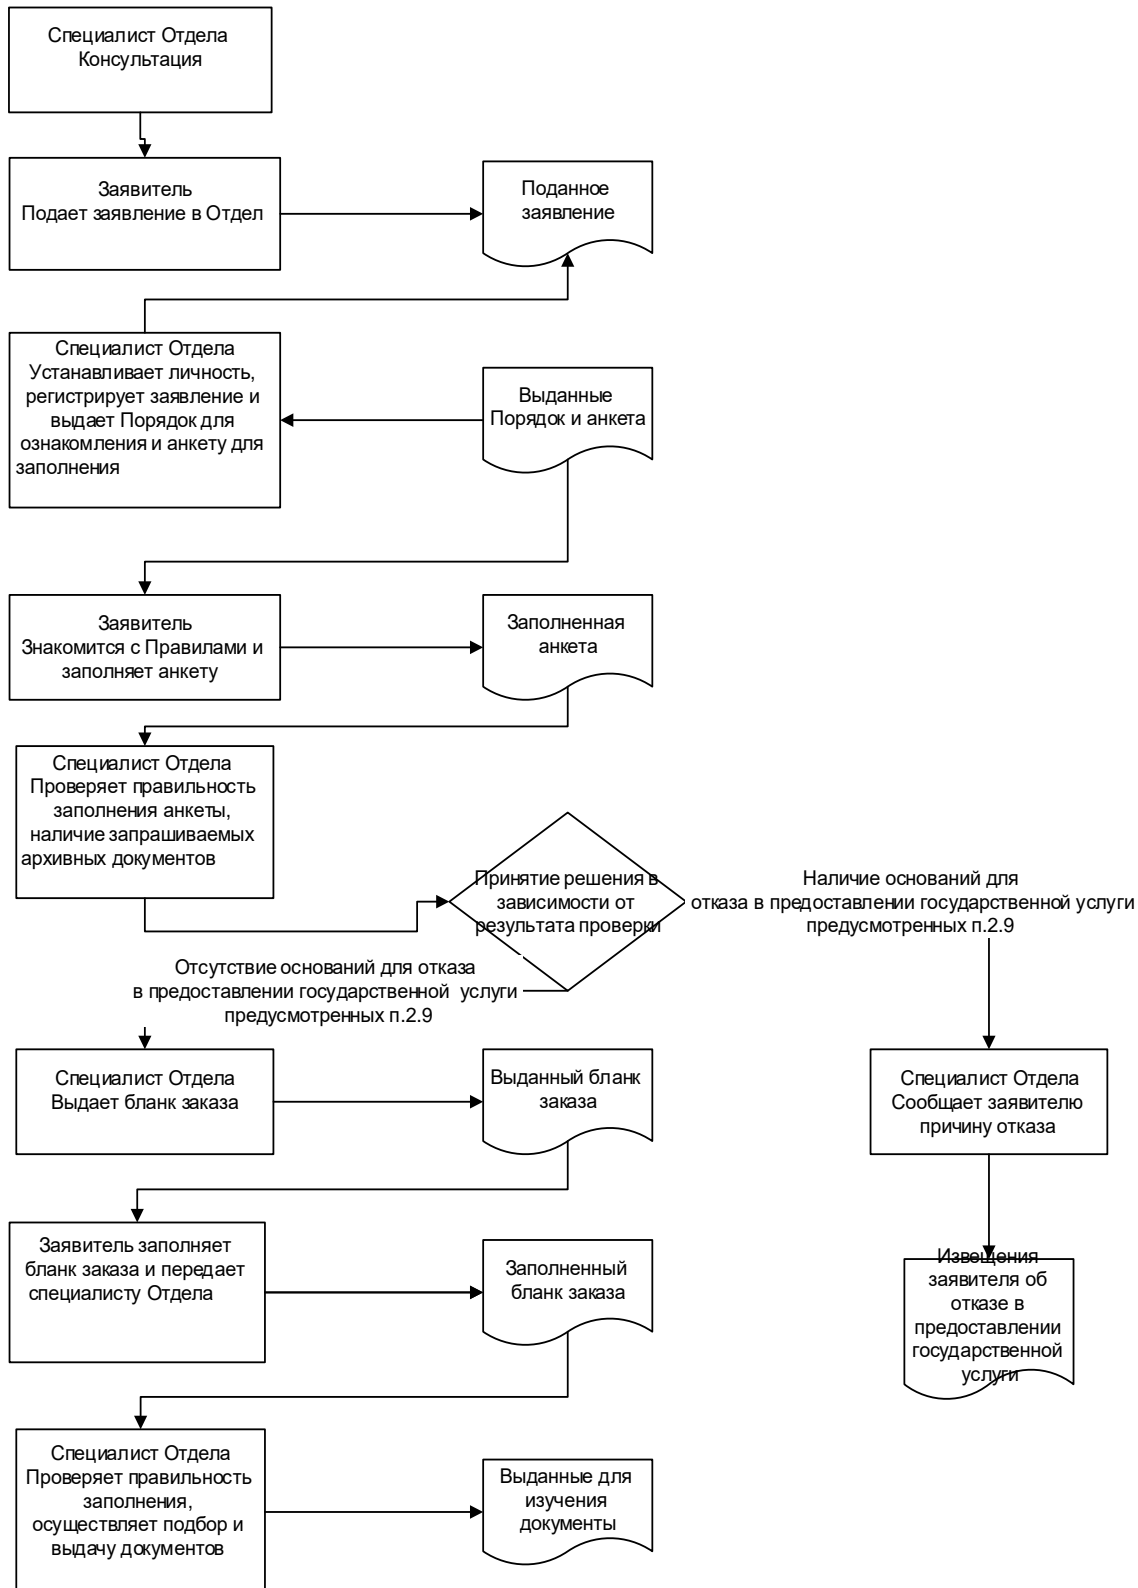 Специалист Отдела
Консультация
Заявитель
Подает заявление в Отдел
Поданное
заявление
Специалист Отдела
Устанавливает личность,
регистрирует заявление и
выдает Порядок для
ознакомления и анкету для
заполнения
Выданные
Порядок и анкета
Заявитель
Знакомится с Правилами и
заполняет анкету
Заполненная
анкета
Специалист Отдела
Проверяет правильность
заполнения анкеты,
наличие запрашиваемых
архивных документов
Принятие решения в
зависимости от
результата проверки
Наличие оснований для
отказа в предоставлении государственной услуги
предусмотренных п.2.9
Отсутствие оснований для отказа
в предоставлении государственной услуги
предусмотренных п.2.9
Специалист Отдела
Выдает бланк заказа
Выданный бланк
заказа
Специалист Отдела
Сообщает заявителю
причину отказа
Заявитель заполняет
бланк заказа и передает
специалисту Отдела
Заполненный
бланк заказа
Извещения
заявителя об
отказе в
предоставлении
государственной
услуги
Специалист Отдела
Проверяет правильность
заполнения,
осуществляет подбор и
выдачу документов
Выданные для
изучения
документы